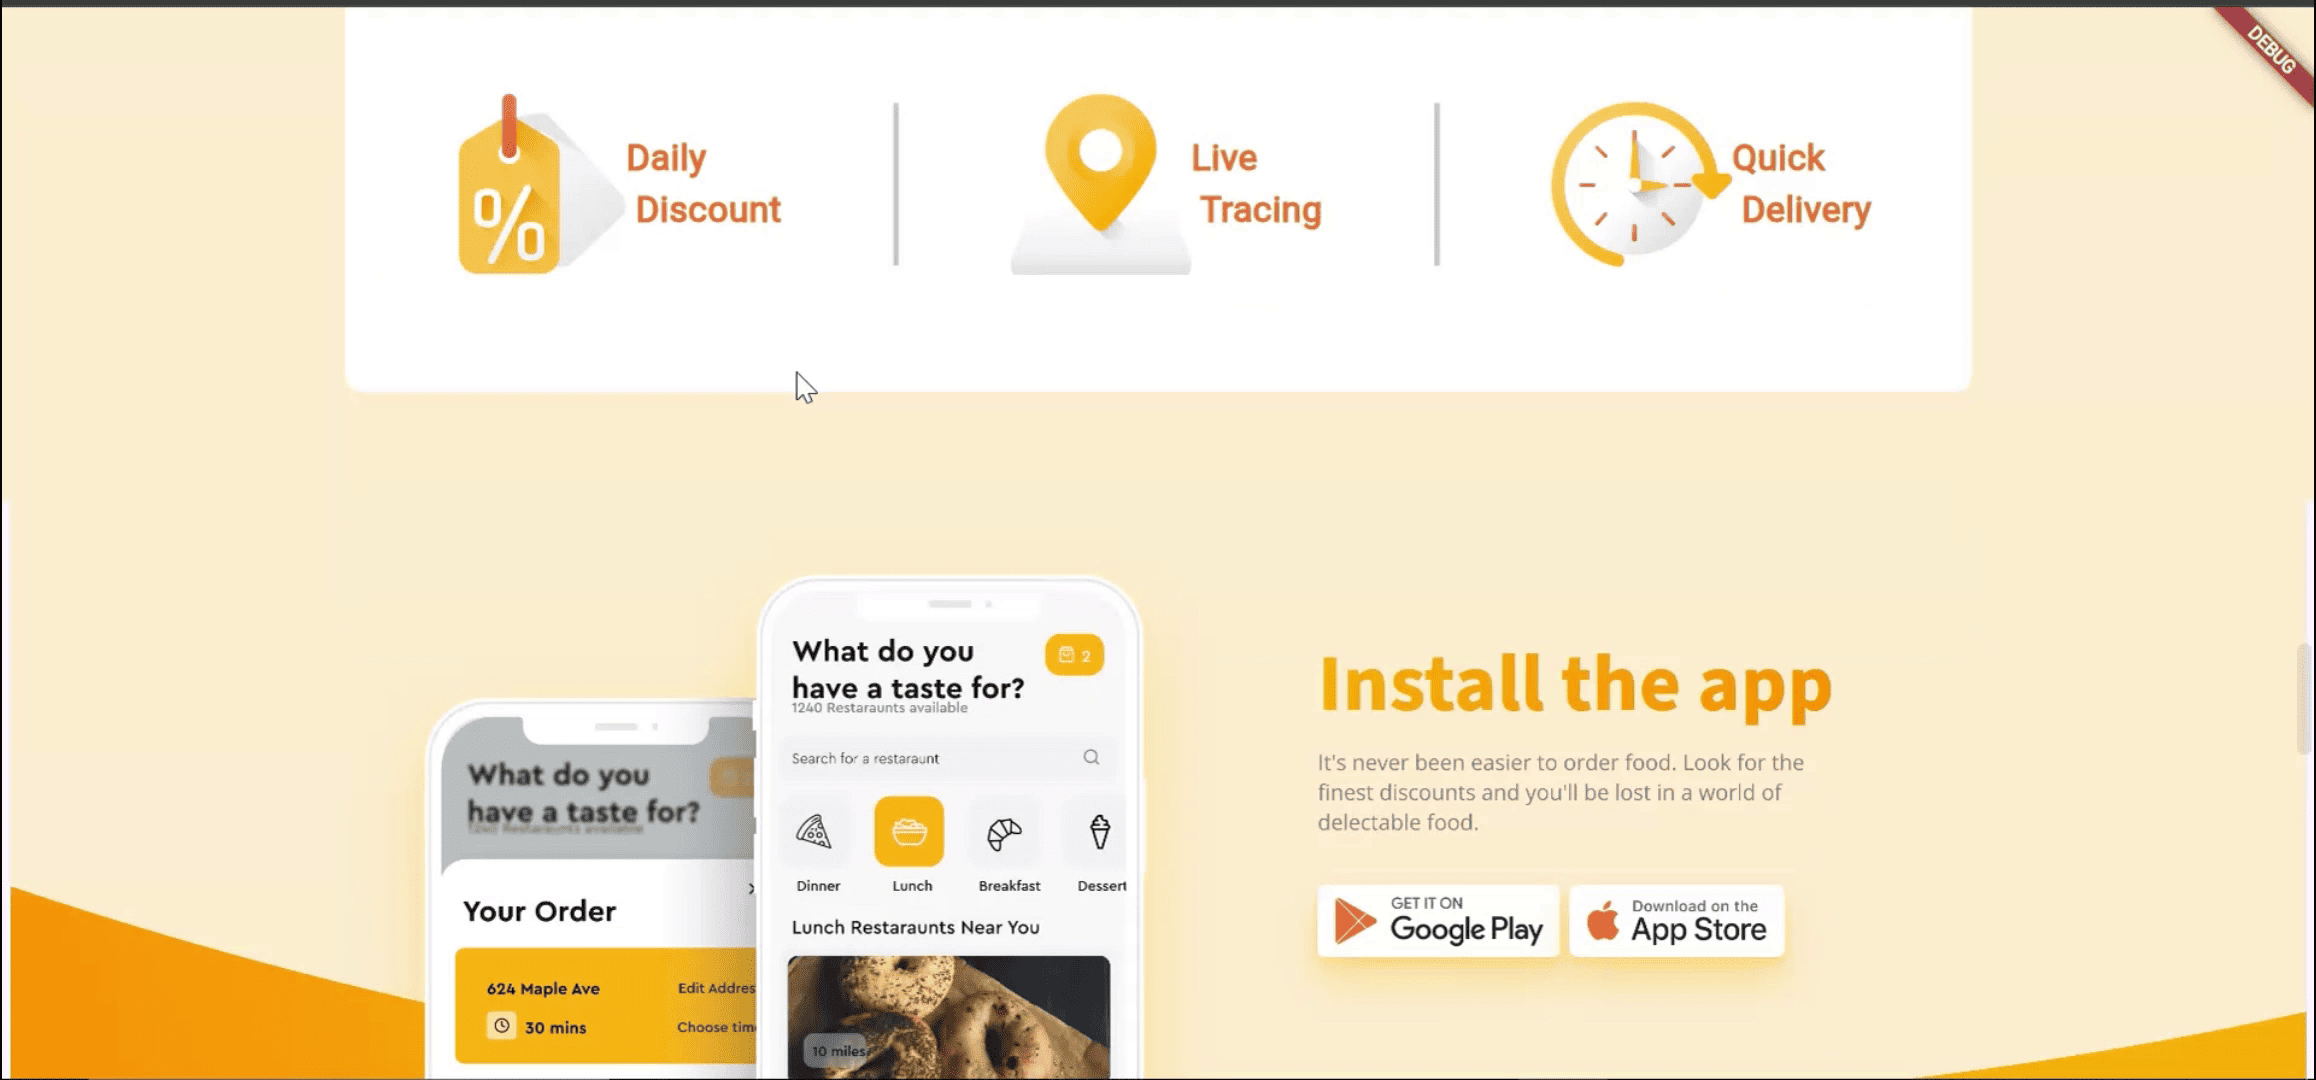 DEBUG
%
Daily
Discount
Live
Tracing
Quick
Delivery
What do you
have a taste for?
1240 Restaraunts available
2
Search for a restaraunt
Dinner
Lunch
Breakfast
Dessert
Lunch Restaraunts Near You
10 miles
What do you
have a taste for?
1240 Restaraunts available
Your Order
624 Maple Ave
Edit Addres
30 mins
Choose tim
Install the app
It's never been easier to order food. Look for the
finest discounts and you'll be lost in a world of
delectable food.
GET IT ON
Google Play
Download on the
App Store